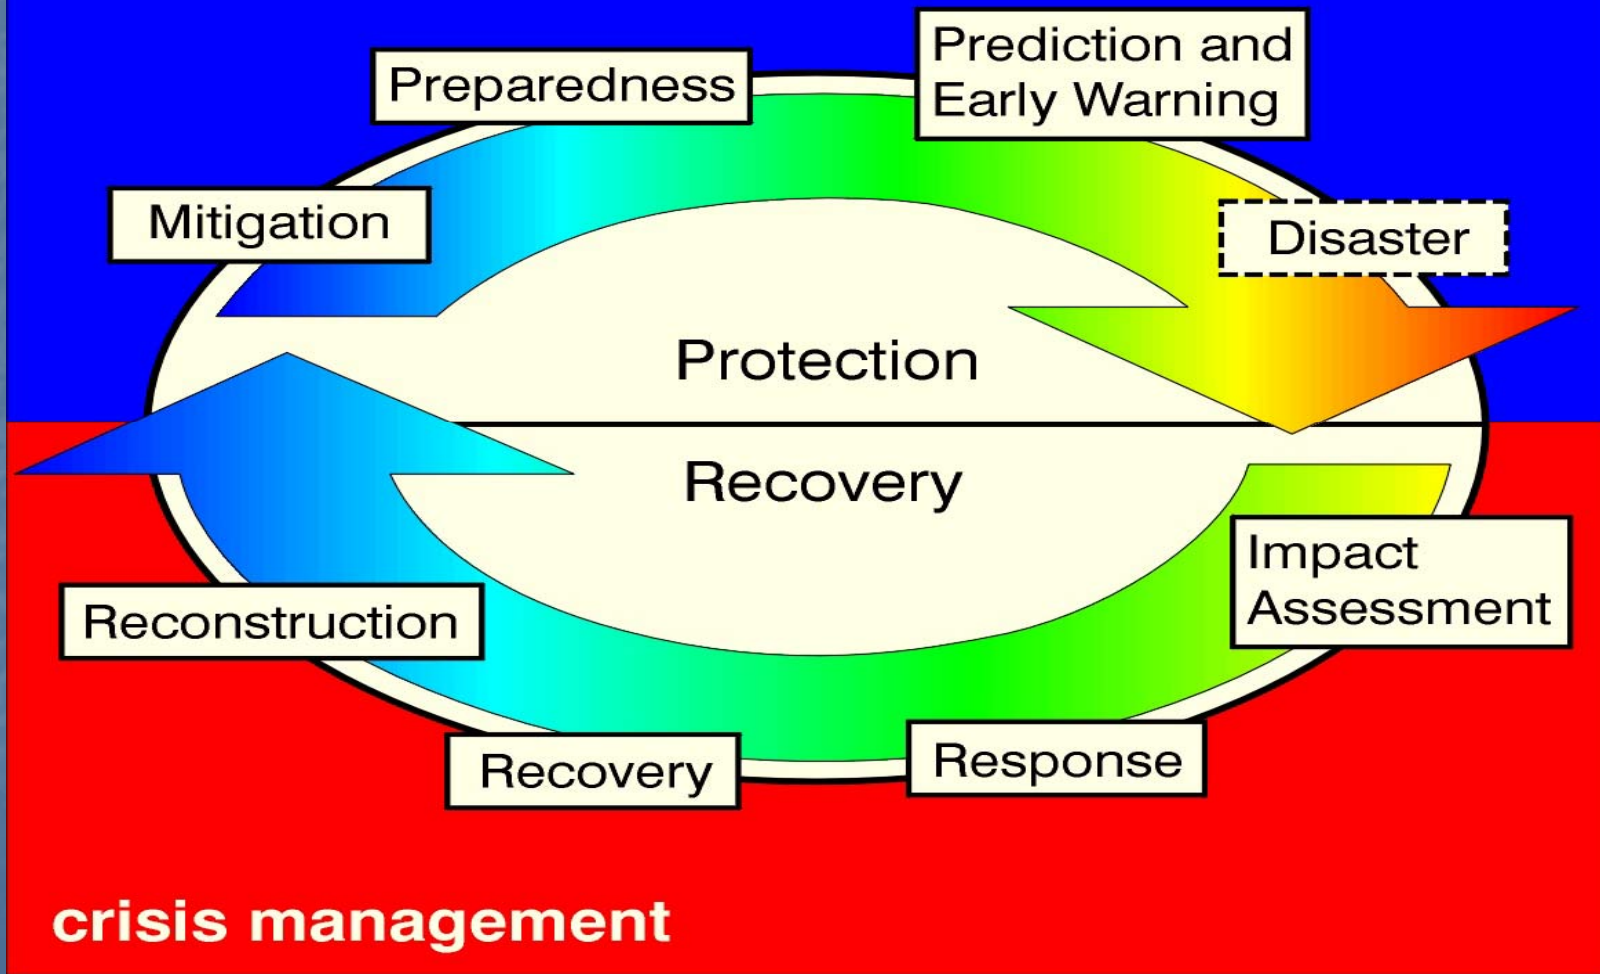 Preparedness
Prediction and
Early Warning
Mitigation
Disaster
Protection
Recovery
Impact
Assessment
Reconstruction
Recovery
Response
crisis management